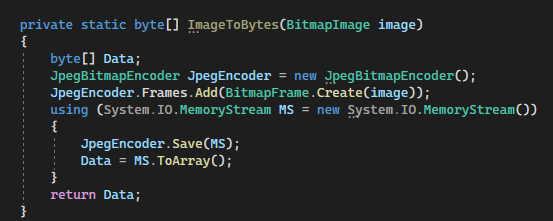 private static byte[] ImageToBytes(BitmapImage image)
{
    byte[] Data;
    JpegBitmapEncoder JpegEncoder = new JpegBitmapEncoder();
    JpegEncoder.Frames.Add(BitmapFrame.Create(image));
    using (System.IO.MemoryStream MS = new System.IO.MemoryStream())
    {
        JpegEncoder.Save(MS);
        Data = MS.ToArray();
    }
    return Data;
}